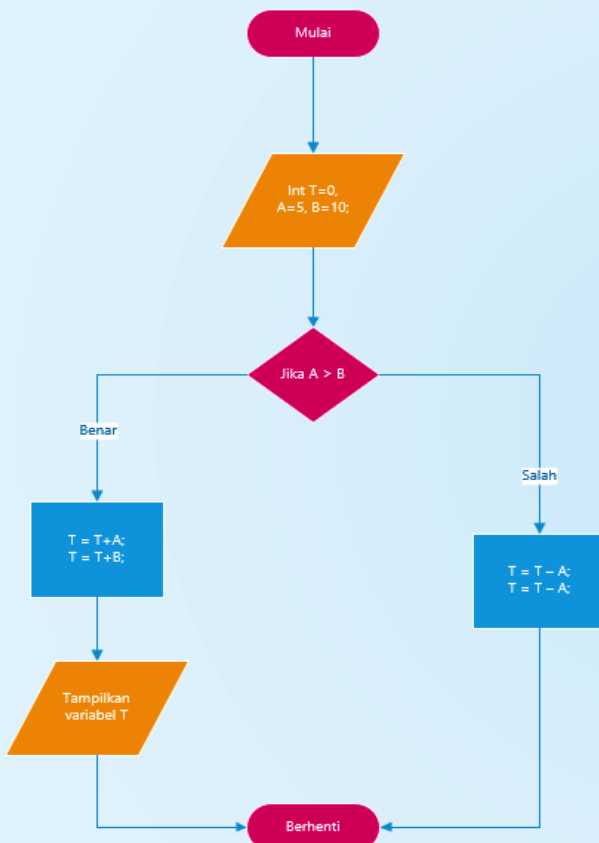 Mulai
Int T=0,
A=5, B=10;
Jika A > B
Benar
Salah
T = T+A;
T = T+B;
T = T – A;
T = T – A;
Tampilkan
variabel T
Berhenti